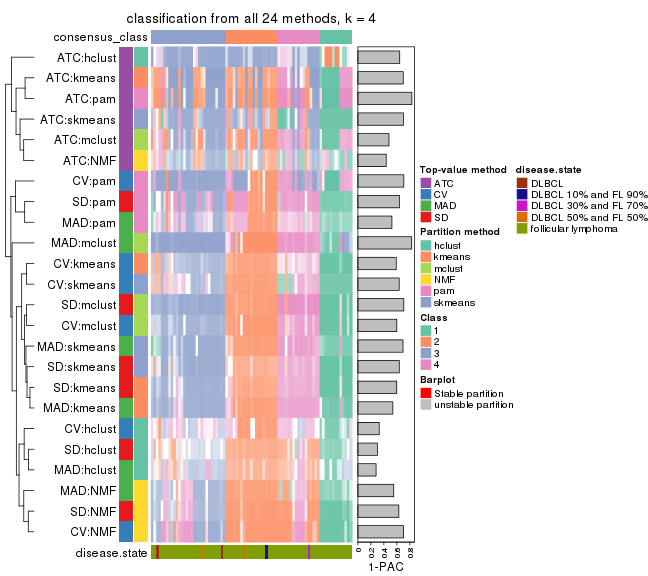 classification from all 24 methods, k = 4
consensus_class
ATC:hclust
ATC:kmeans
ATC:pam
ATC:skmeans
ATC:mclust
ATC:NMF
CV:pam
SD:pam
MAD:pam
MAD:mclust
CV:kmeans
CV:skmeans
SD:mclust
CV:mclust
MAD:skmeans
SD:skmeans
SD:kmeans
MAD:kmeans
CV:hclust
SD:hclust
MAD:hclust
MAD:NMF
SD:NMF
CV:NMF
disease.state
0
0.2
0.4
0.6
0.8
1-PAC
Top-value method
ATC
CV
MAD
SD
Partition method
hclust
kmeans
mclust
NMF
pam
skmeans
Class
1
2
3
4
Barplot
Stable partition
unstable partition
disease.state
DLBCL
DLBCL 10% and FL 90%
DLBCL 30% and FL 70%
DLBCL 50% and FL 50%
follicular lymphoma